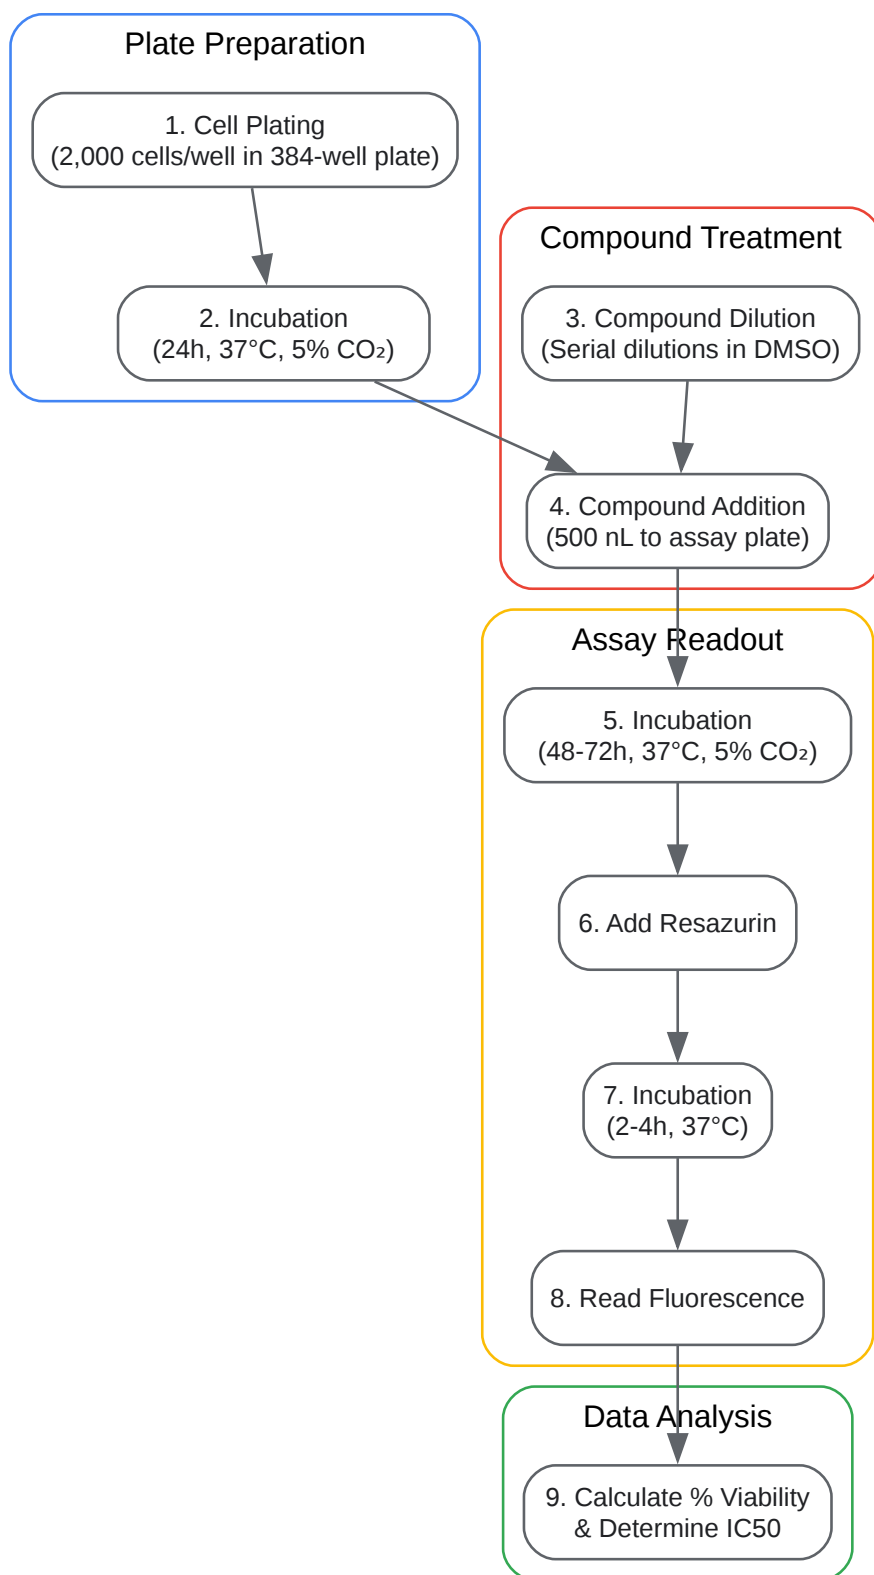 Plate Preparation
1. Cell Plating
(2,000 cells/well in 384-well plate)
2. Incubation
(24h, 37°C, 5% CO₂)
Compound Treatment
3. Compound Dilution
(Serial dilutions in DMSO)
4. Compound Addition
(500 nL to assay plate)
Assay Readout
5. Incubation
(48-72h, 37°C, 5% CO₂)
6. Add Resazurin
7. Incubation
(2-4h, 37°C)
8. Read Fluorescence
Data Analysis
9. Calculate % Viability
& Determine IC50